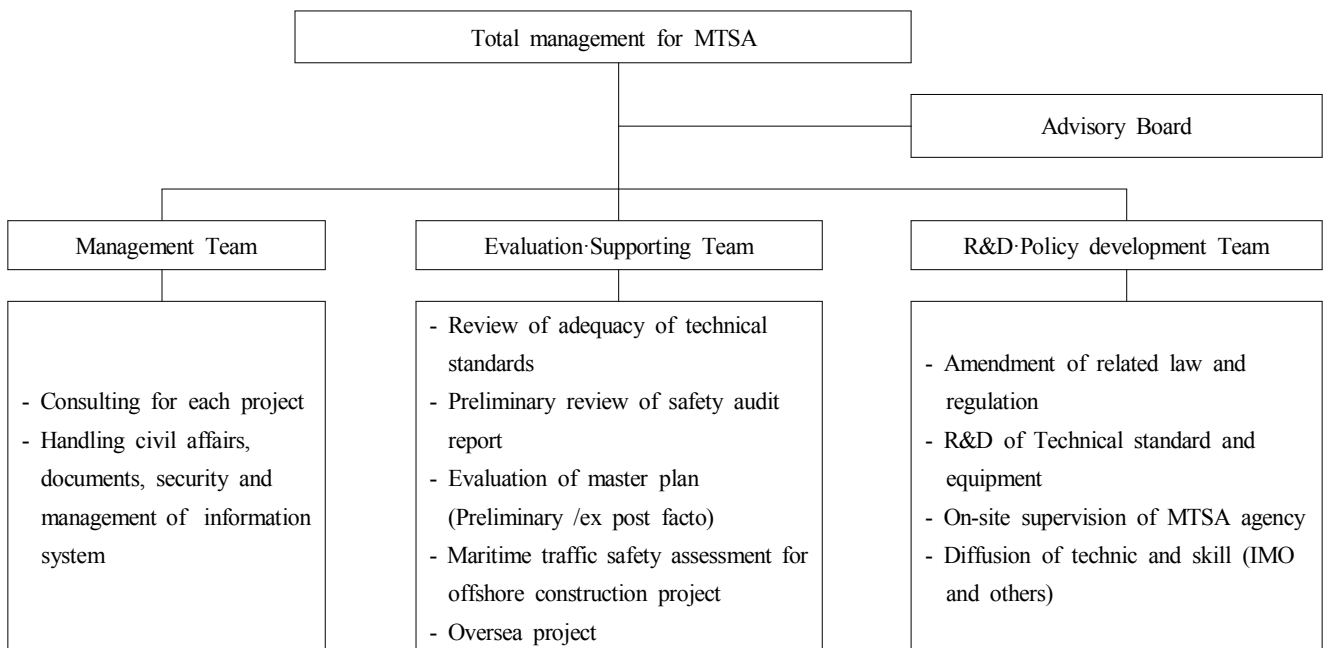 Total management for MTSA
Advisory Board
Management Team
Evaluation·Supporting Team
R&D·Policy development Team
- Consulting for each project
- Handling civil affairs,
documents, security and
management of information
system
- Review of adequacy of technical
standards
- Preliminary review of safety audit
report
- Evaluation of master plan
(Preliminary /ex post facto)
- Maritime traffic safety assessment for
offshore construction project
- Oversea project
- Amendment of related law and
regulation
- R&D of Technical standard and
equipment
- On-site supervision of MTSA agency
- Diffusion of technic and skill (IMO
and others)